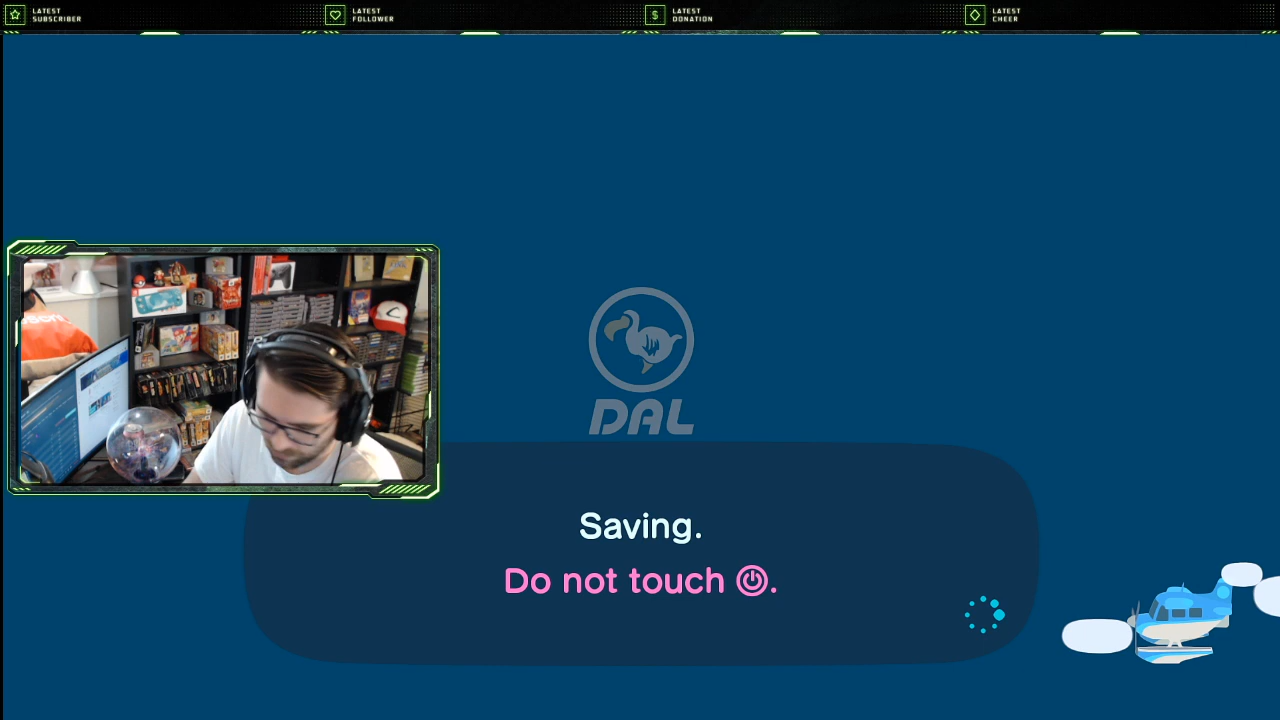 LATEST
SUBSCRIBER
LATEST
FOLLOWER
LATEST
DONATION
LATEST
CHEER
DAL
Saving.
Do not touch ⏻.